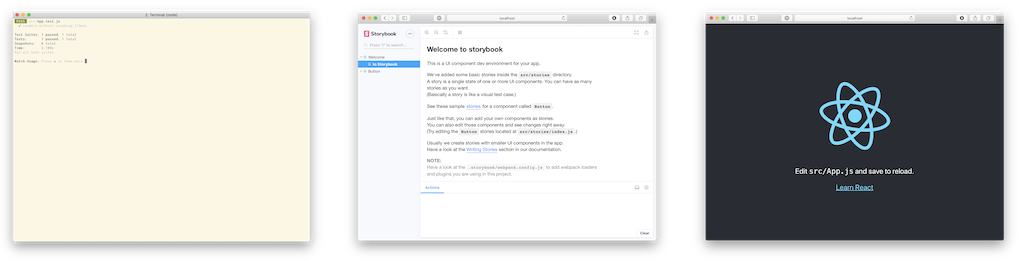 2. Terminal (node)
PASS src/App.test.js
✓ renders without crashing
Test Suites: 1 passed, 1 total
Tests: 1 passed, 1 total
Snapshots: 0 total
Time:
Ran all test suites.
Watch Usage: Press w to show more.
localhost
Storybook
Press "/" to search...
Welcome
to Storybook
Button
Welcome to storybook
This is a UI component dev environment for your app.
We've added some basic stories inside the src/stories directory.
A story is a single state of one or more UI components. You can have as many
stories as you want.
(Basically a story is like a visual test case.)
See these sample stories for a component called Button.
Just like that, you can add your own components as stories.
You can also edit those components and see changes right away.
(Try editing the Button stories located at src/stories/index.js.)
Usually we create stories with smaller UI components in the app.
Have a look at the Writing Stories section in our documentation.
NOTE:
Have a look at the .storybook/webpack.config.js to add webpack loaders
and plugins you are using in this project.
Actions
Clear
localhost
Edit src/App.js and save to reload.
Learn React